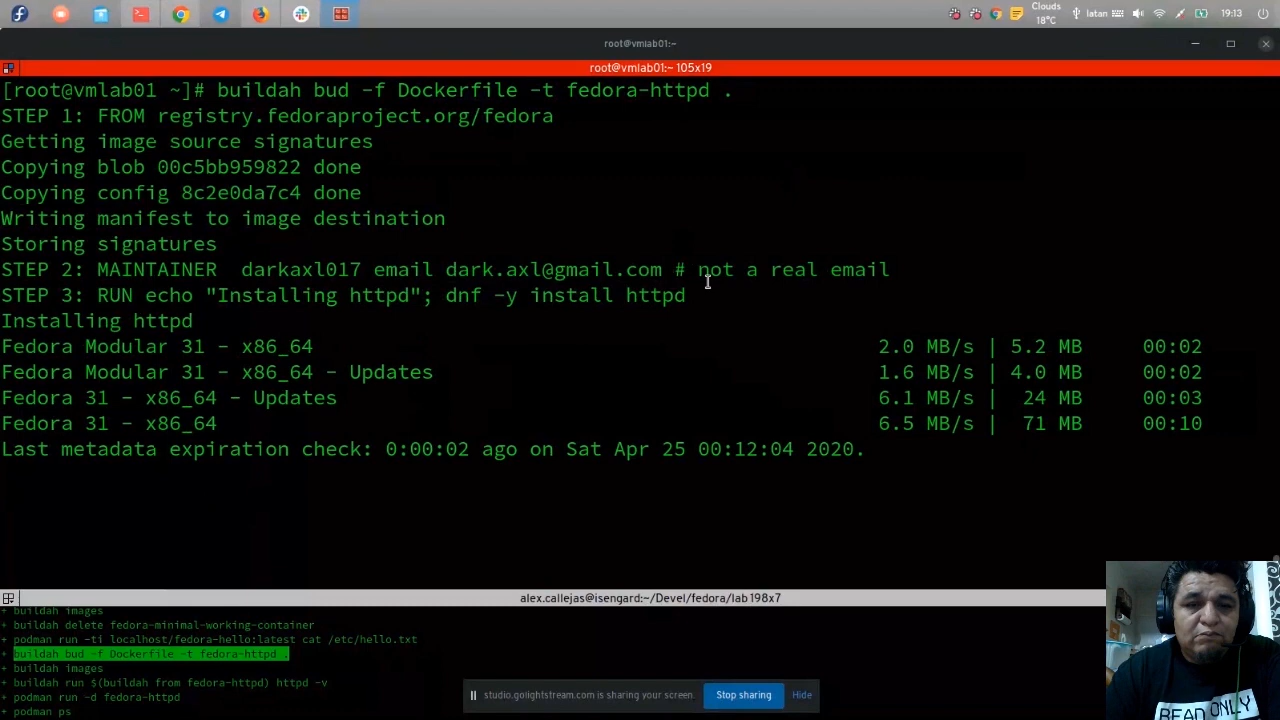 Clouds
18°C
latan
19:13
root@vmlab01:~
root@vmlab01:~ 105x19
[root@vmlab01 ~]# buildah bud -f Dockerfile -t fedora-httpd .
STEP 1: FROM registry.fedoraproject.org/fedora
Getting image source signatures
Copying blob 00c5bb959822 done
Copying config 8c2e0da7c4 done
Writing manifest to image destination
Storing signatures
STEP 2: MAINTAINER  darkaxl017 email dark.axl@gmail.com # not a real email
STEP 3: RUN echo "Installing httpd"; dnf -y install httpd
Installing httpd
Fedora Modular 31 - x86_64 2.0 MB/s | 5.2 MB 00:02
Fedora Modular 31 - x86_64 - Updates 1.6 MB/s | 4.0 MB 00:02
Fedora 31 - x86_64 - Updates 6.1 MB/s | 24 MB 00:03
Fedora 31 - x86_64 6.5 MB/s | 71 MB 00:10
Last metadata expiration check: 0:00:02 ago on Sat Apr 25 00:12:04 2020.
alex.callejas@isengard:~/Devel/fedora/lab 198x7
+ buildah images
+ buildah delete fedora-minimal-working-container
+ podman run -ti localhost/fedora-hello:latest cat /etc/hello.txt
+ buildah bud -f Dockerfile -t fedora-httpd .
+ buildah images
+ buildah run $(buildah from fedora-httpd) httpd -v
+ podman run -d fedora-httpd
+ podman ps
studio.golightstream.com is sharing your screen.
Stop sharing
Hide
READ ONLY